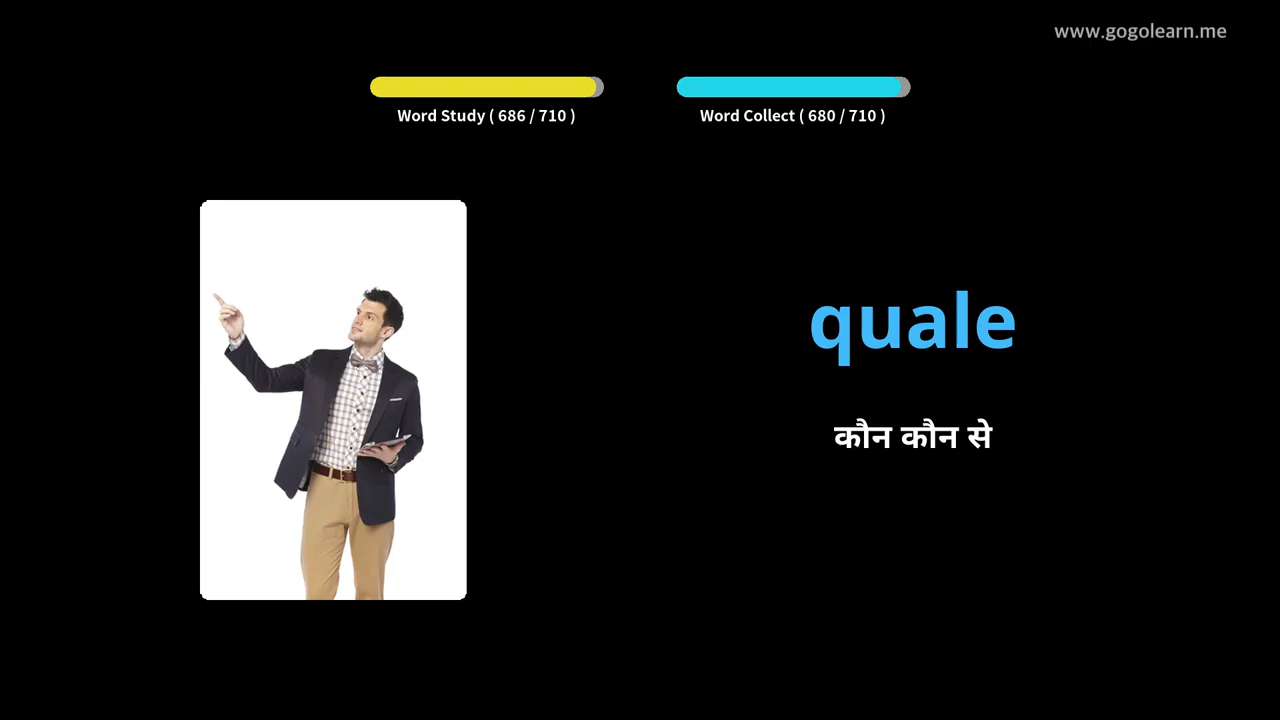 www.gogolearn.me
Word Study ( 686 / 710 )
Word Collect ( 680 / 710 )
quale
कौन कौन से